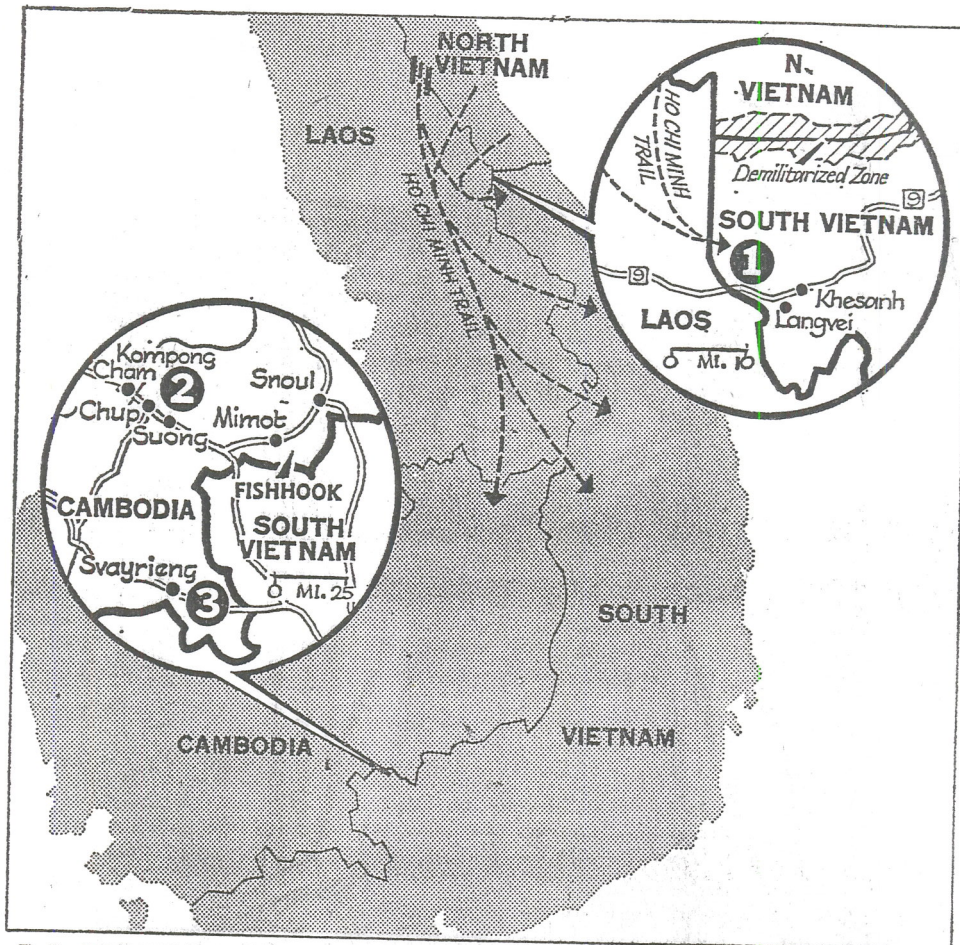 NORTH
VIETNAM
LAOS
HO CHI MINH TRAIL
SOUTH
VIETNAM
CAMBODIA
N.
VIETNAM
HO CHI MINH
TRAIL
Demilitarized Zone
9
SOUTH VIETNAM
1
9
Khesanh
Langvei
LAOS
0 MI. 10
Kompong
Cham
2
Snoul
Chup
Mimot
Suong
FISHHOOK
CAMBODIA
SOUTH
VIETNAM
Svayrieng
0 MI. 25
3